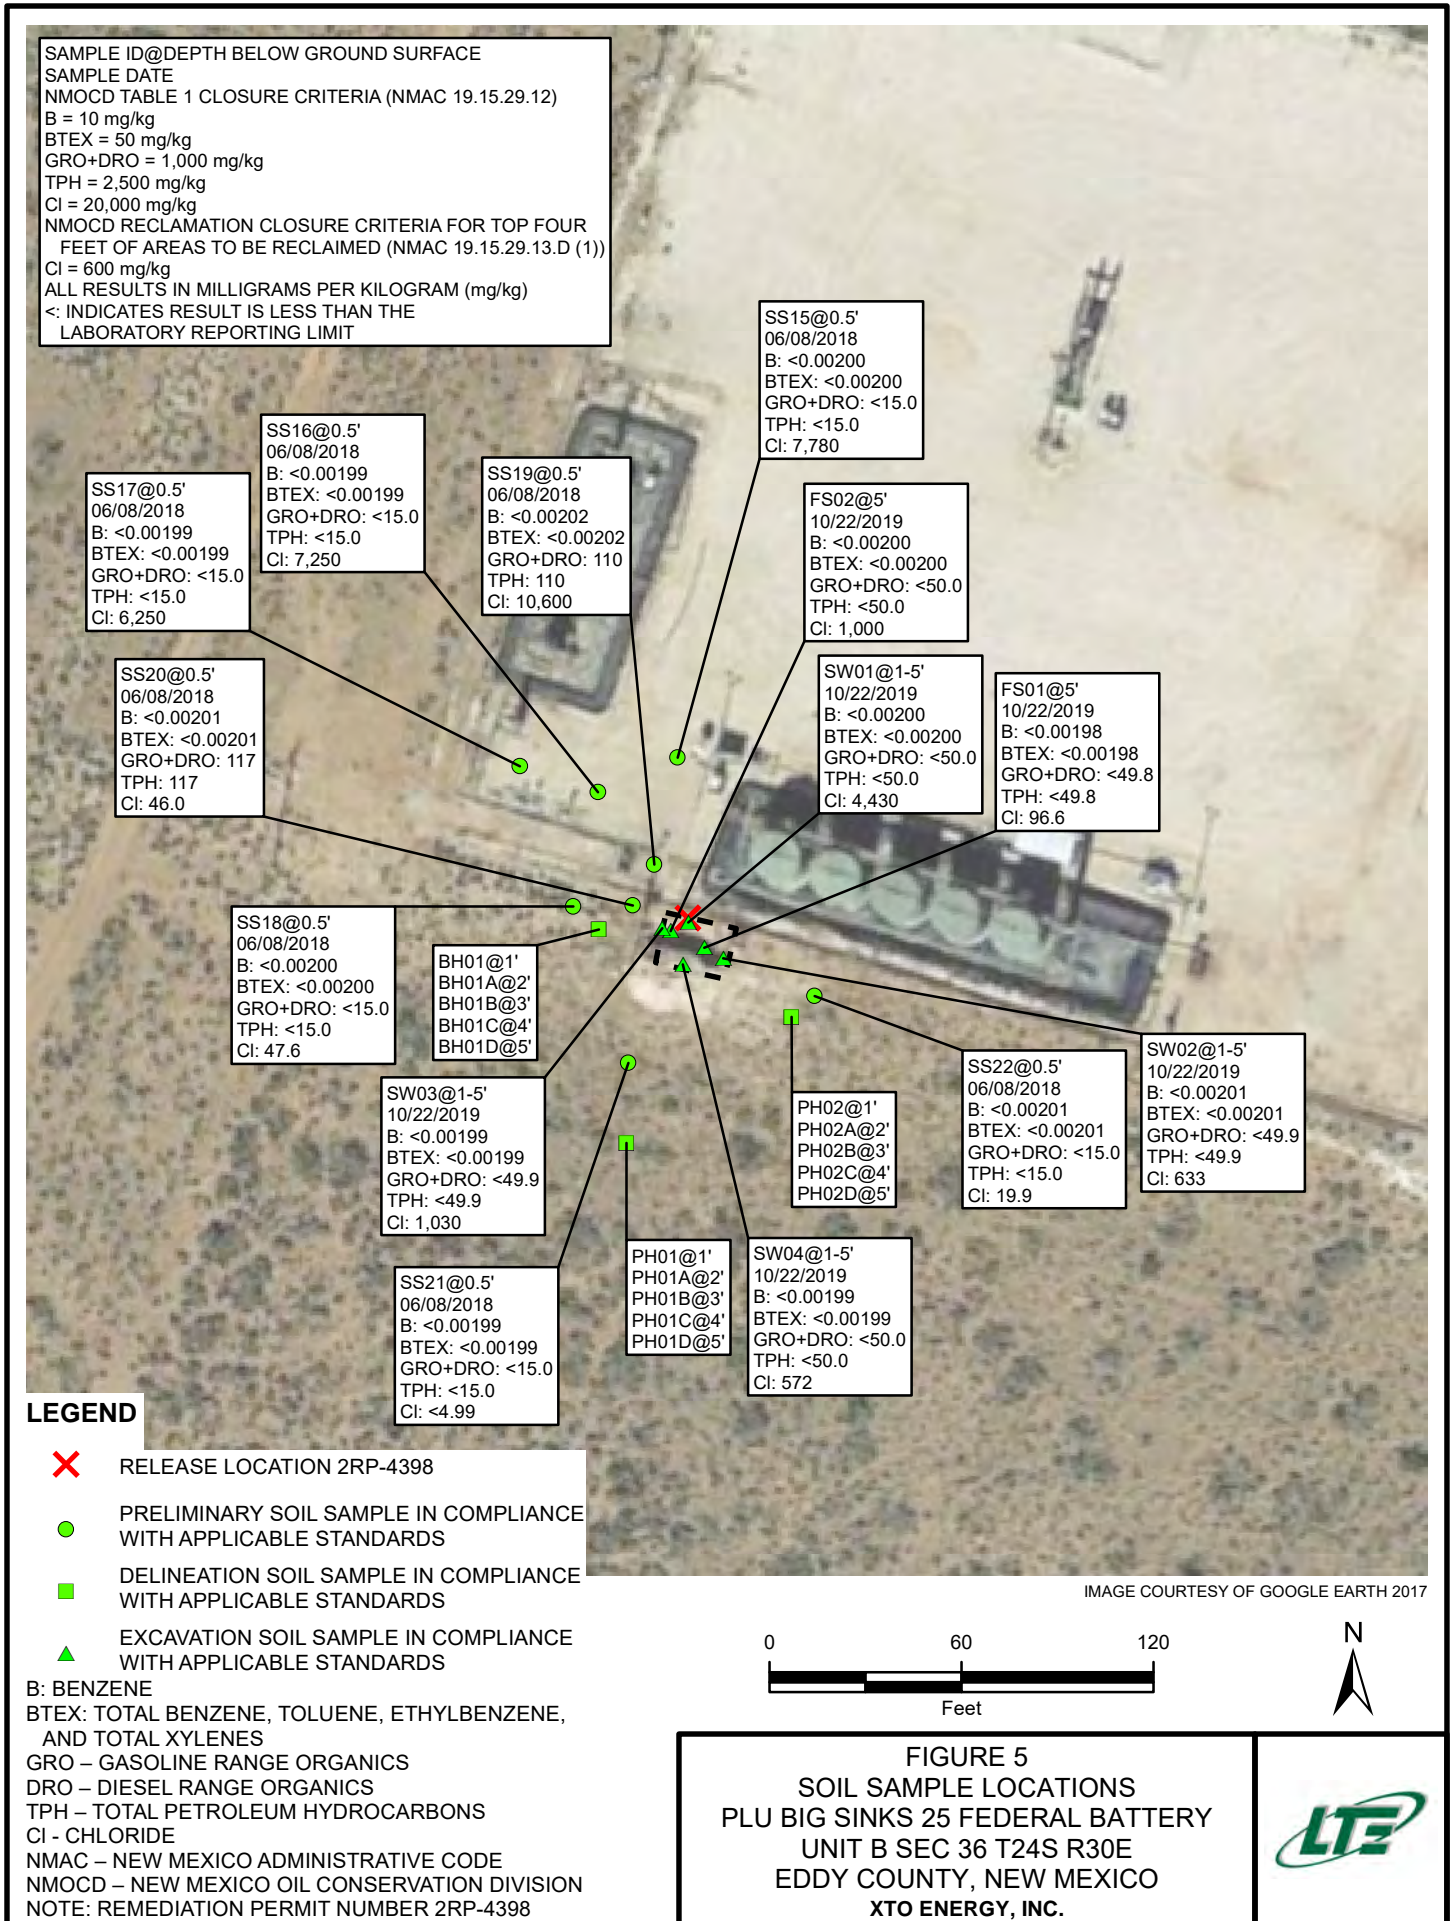 SAMPLE ID@DEPTH BELOW GROUND SURFACE
SAMPLE DATE
NMOCD TABLE 1 CLOSURE CRITERIA (NMAC 19.15.29.12)
B = 10 mg/kg
BTEX = 50 mg/kg
GRO+DRO = 1,000 mg/kg
TPH = 2,500 mg/kg
Cl = 20,000 mg/kg
NMOCD RECLAMATION CLOSURE CRITERIA FOR TOP FOUR
FEET OF AREAS TO BE RECLAIMED (NMAC 19.15.29.13.D (1))
Cl = 600 mg/kg
ALL RESULTS IN MILLIGRAMS PER KILOGRAM (mg/kg)
<: INDICATES RESULT IS LESS THAN THE
LABORATORY REPORTING LIMIT
SS15@0.5'
06/08/2018
B: <0.00200
BTEX: <0.00200
GRO+DRO: <15.0
TPH: <15.0
Cl: 7,780
SS16@0.5'
06/08/2018
B: <0.00199
BTEX: <0.00199
GRO+DRO: <15.0
TPH: <15.0
Cl: 7,250
SS19@0.5'
06/08/2018
B: <0.00202
BTEX: <0.00202
GRO+DRO: 110
TPH: 110
Cl: 10,600
SS17@0.5'
06/08/2018
B: <0.00199
BTEX: <0.00199
GRO+DRO: <15.0
TPH: <15.0
Cl: 6,250
FS02@5'
10/22/2019
B: <0.00200
BTEX: <0.00200
GRO+DRO: <50.0
TPH: <50.0
Cl: 1,000
SS20@0.5'
06/08/2018
B: <0.00201
BTEX: <0.00201
GRO+DRO: 117
TPH: 117
Cl: 46.0
SW01@1-5'
10/22/2019
B: <0.00200
BTEX: <0.00200
GRO+DRO: <50.0
TPH: <50.0
Cl: 4,430
FS01@5'
10/22/2019
B: <0.00198
BTEX: <0.00198
GRO+DRO: <49.8
TPH: <49.8
Cl: 96.6
SS18@0.5'
06/08/2018
B: <0.00200
BTEX: <0.00200
GRO+DRO: <15.0
TPH: <15.0
Cl: 47.6
BH01@1'
BH01A@2'
BH01B@3'
BH01C@4'
BH01D@5'
SW03@1-5'
10/22/2019
B: <0.00199
BTEX: <0.00199
GRO+DRO: <49.9
TPH: <49.9
Cl: 1,030
PH02@1'
PH02A@2'
PH02B@3'
PH02C@4'
PH02D@5'
SS22@0.5'
06/08/2018
B: <0.00201
BTEX: <0.00201
GRO+DRO: <15.0
TPH: <15.0
Cl: 19.9
SW02@1-5'
10/22/2019
B: <0.00201
BTEX: <0.00201
GRO+DRO: <49.9
TPH: <49.9
Cl: 633
SS21@0.5'
06/08/2018
B: <0.00199
BTEX: <0.00199
GRO+DRO: <15.0
TPH: <15.0
Cl: <4.99
PH01@1'
PH01A@2'
PH01B@3'
PH01C@4'
PH01D@5'
SW04@1-5'
10/22/2019
B: <0.00199
BTEX: <0.00199
GRO+DRO: <50.0
TPH: <50.0
Cl: 572
LEGEND
RELEASE LOCATION 2RP-4398
PRELIMINARY SOIL SAMPLE IN COMPLIANCE
WITH APPLICABLE STANDARDS
DELINEATION SOIL SAMPLE IN COMPLIANCE
WITH APPLICABLE STANDARDS
EXCAVATION SOIL SAMPLE IN COMPLIANCE
WITH APPLICABLE STANDARDS
B: BENZENE
BTEX: TOTAL BENZENE, TOLUENE, ETHYLBENZENE,
AND TOTAL XYLENES
GRO – GASOLINE RANGE ORGANICS
DRO – DIESEL RANGE ORGANICS
TPH – TOTAL PETROLEUM HYDROCARBONS
Cl - CHLORIDE
NMAC – NEW MEXICO ADMINISTRATIVE CODE
NMOCD – NEW MEXICO OIL CONSERVATION DIVISION
NOTE: REMEDIATION PERMIT NUMBER 2RP-4398
IMAGE COURTESY OF GOOGLE EARTH 2017
0 60 120
Feet
N
FIGURE 5
SOIL SAMPLE LOCATIONS
PLU BIG SINKS 25 FEDERAL BATTERY
UNIT B SEC 36 T24S R30E
EDDY COUNTY, NEW MEXICO
XTO ENERGY, INC.
LTE